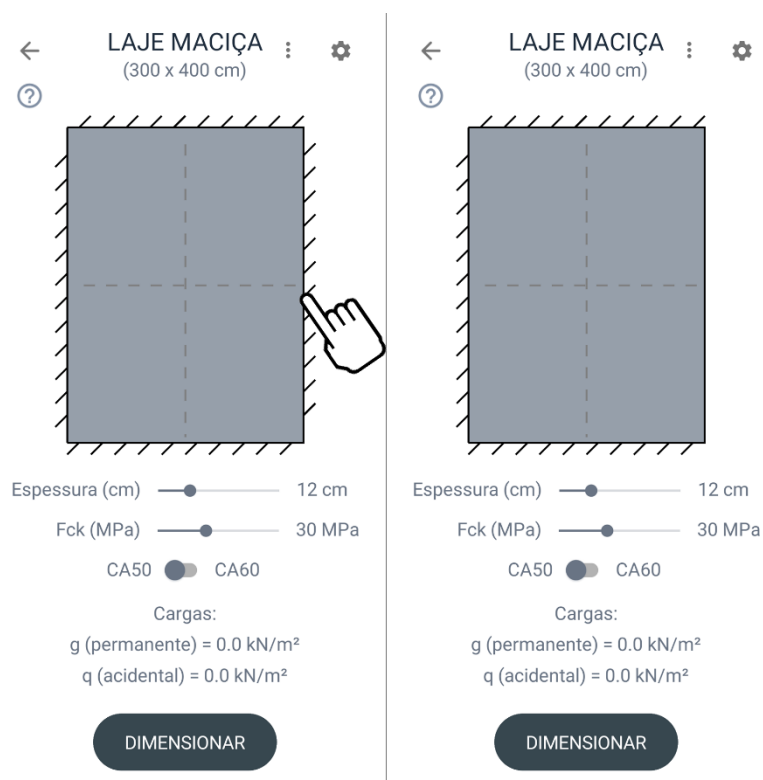 LAJE MACIÇA
(300 x 400 cm)
Espessura (cm) 12 cm
Fck (MPa) 30 MPa
CA50 CA60
Cargas:
g (permanente) = 0.0 kN/m²
q (acidental) = 0.0 kN/m²
DIMENSIONAR
LAJE MACIÇA
(300 x 400 cm)
Espessura (cm) 12 cm
Fck (MPa) 30 MPa
CA50 CA60
Cargas:
g (permanente) = 0.0 kN/m²
q (acidental) = 0.0 kN/m²
DIMENSIONAR